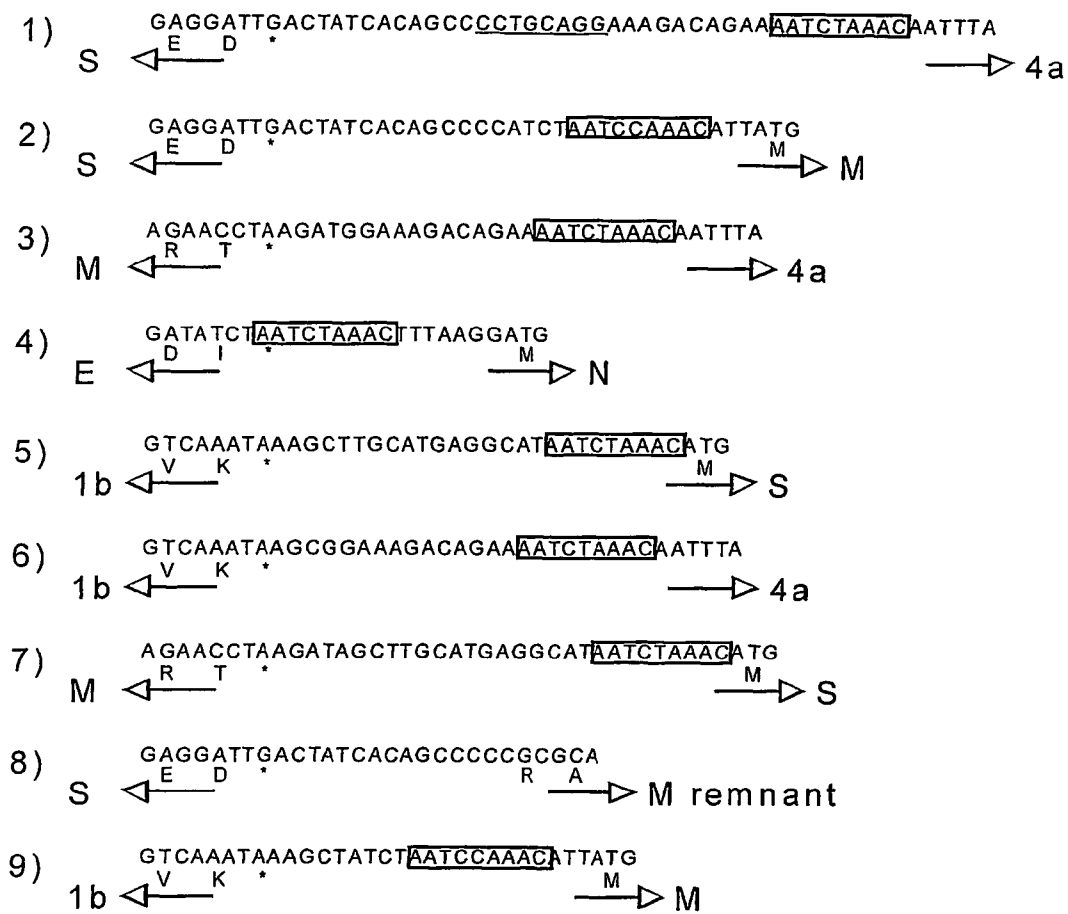 1) GAGGATTGACTATCACAGCCCCTGCAGGAAAGACAGAAAATCTAAACAATTTA
E D *
S 4a
2) GAGGATTGACTATCACAGCCCCATCTAATCCAAACATTATG
E D * M
S M
3) AGAACCTAAGATGGAAAGACAGAAAATCTAAACAATTTA
R T *
M 4a
4) GATATCTAATCTAAACTTTAAGGATG
D I * M
E N
5) GTCAAATAAAGCTTGCATGAGGCATAATCTAAACATG
V K * M
1b S
6) GTCAAATAAGCGGAAAGACAGAAAATCTAAACAATTTA
V K *
1b 4a
7) AGAACCTAAGATAGCTTGCATGAGGCATAATCTAAACATG
R T * M
M S
8) GAGGATTGACTATCACAGCCCCCGCGCA
E D * R A
S M remnant
9) GTCAAATAAAGCTATCTAATCCAAACATTATG
V K * M
1b M